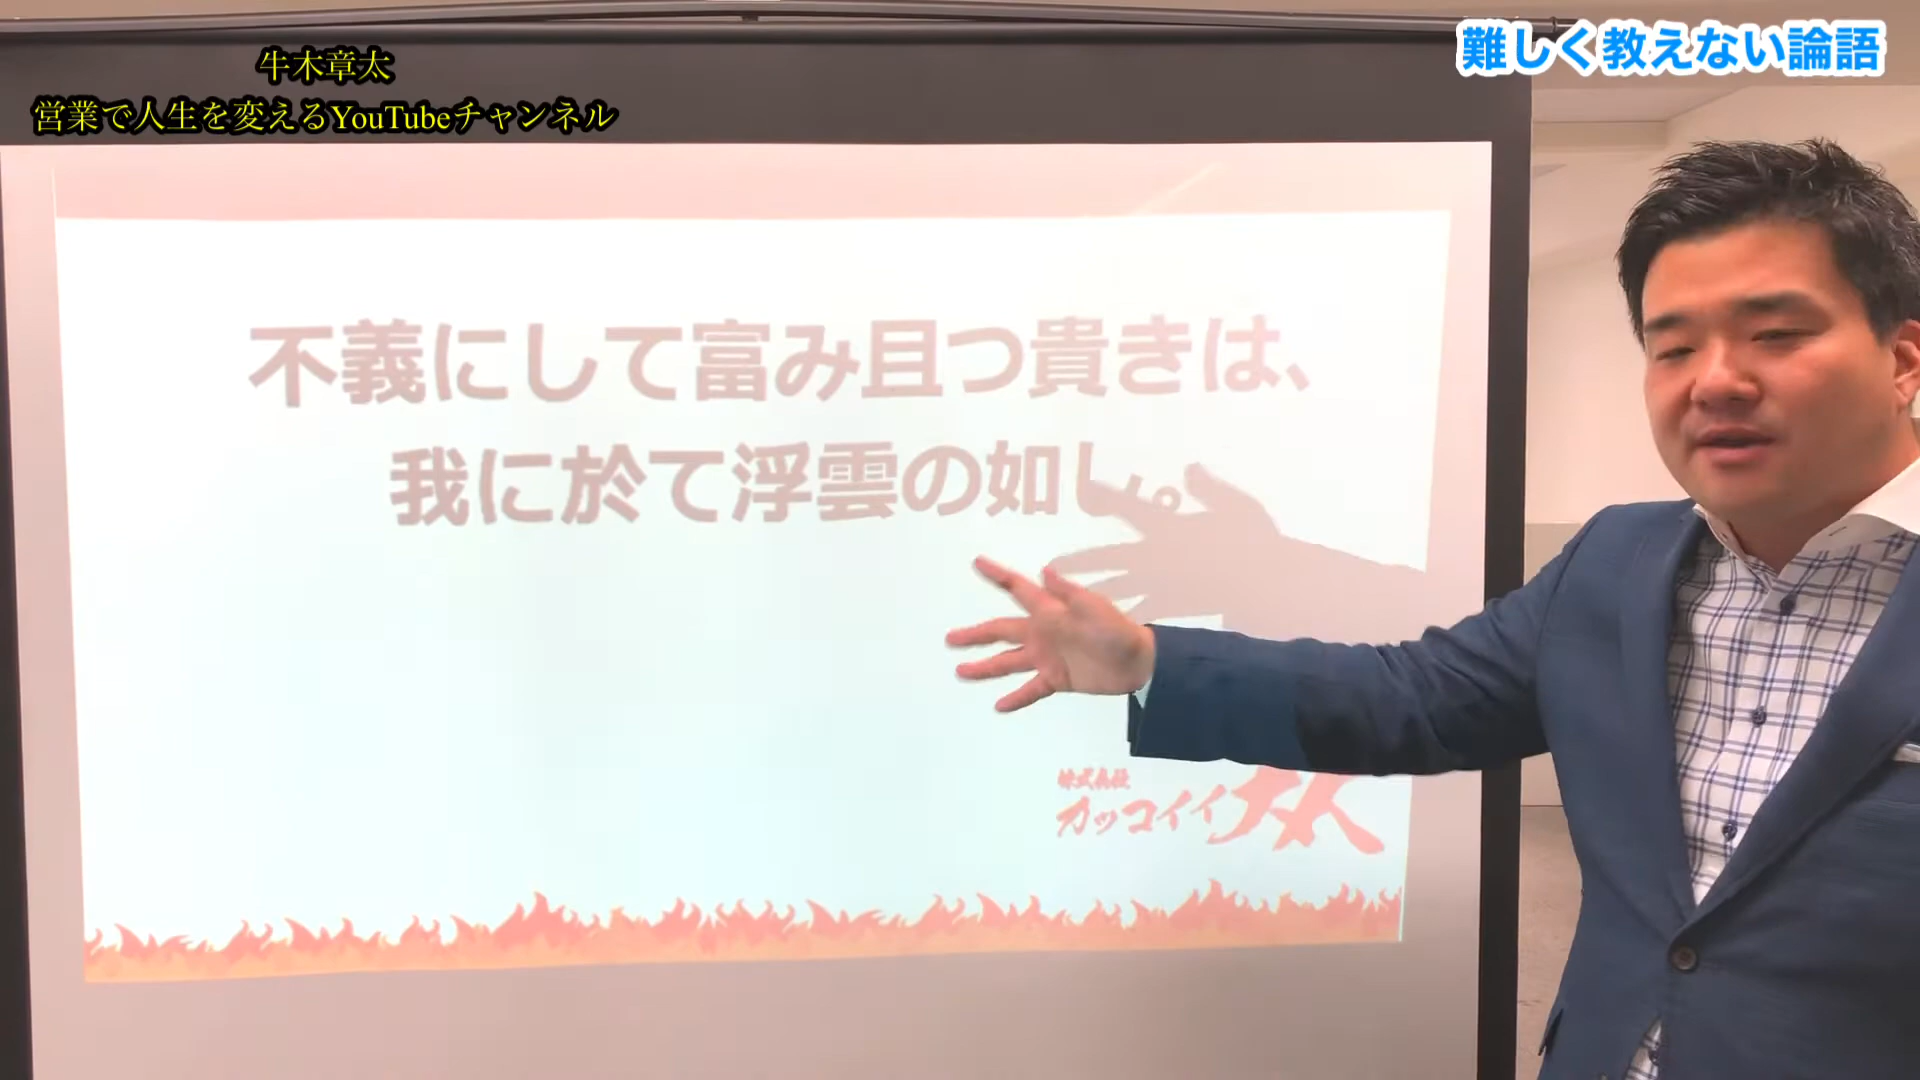 牛木章太
営業で人生を変えるYouTubeチャンネル
難しく教えない論語
不義にして富み且つ貴きは、
我に於て浮雲の如し。
株式会社
カッコイイ大人